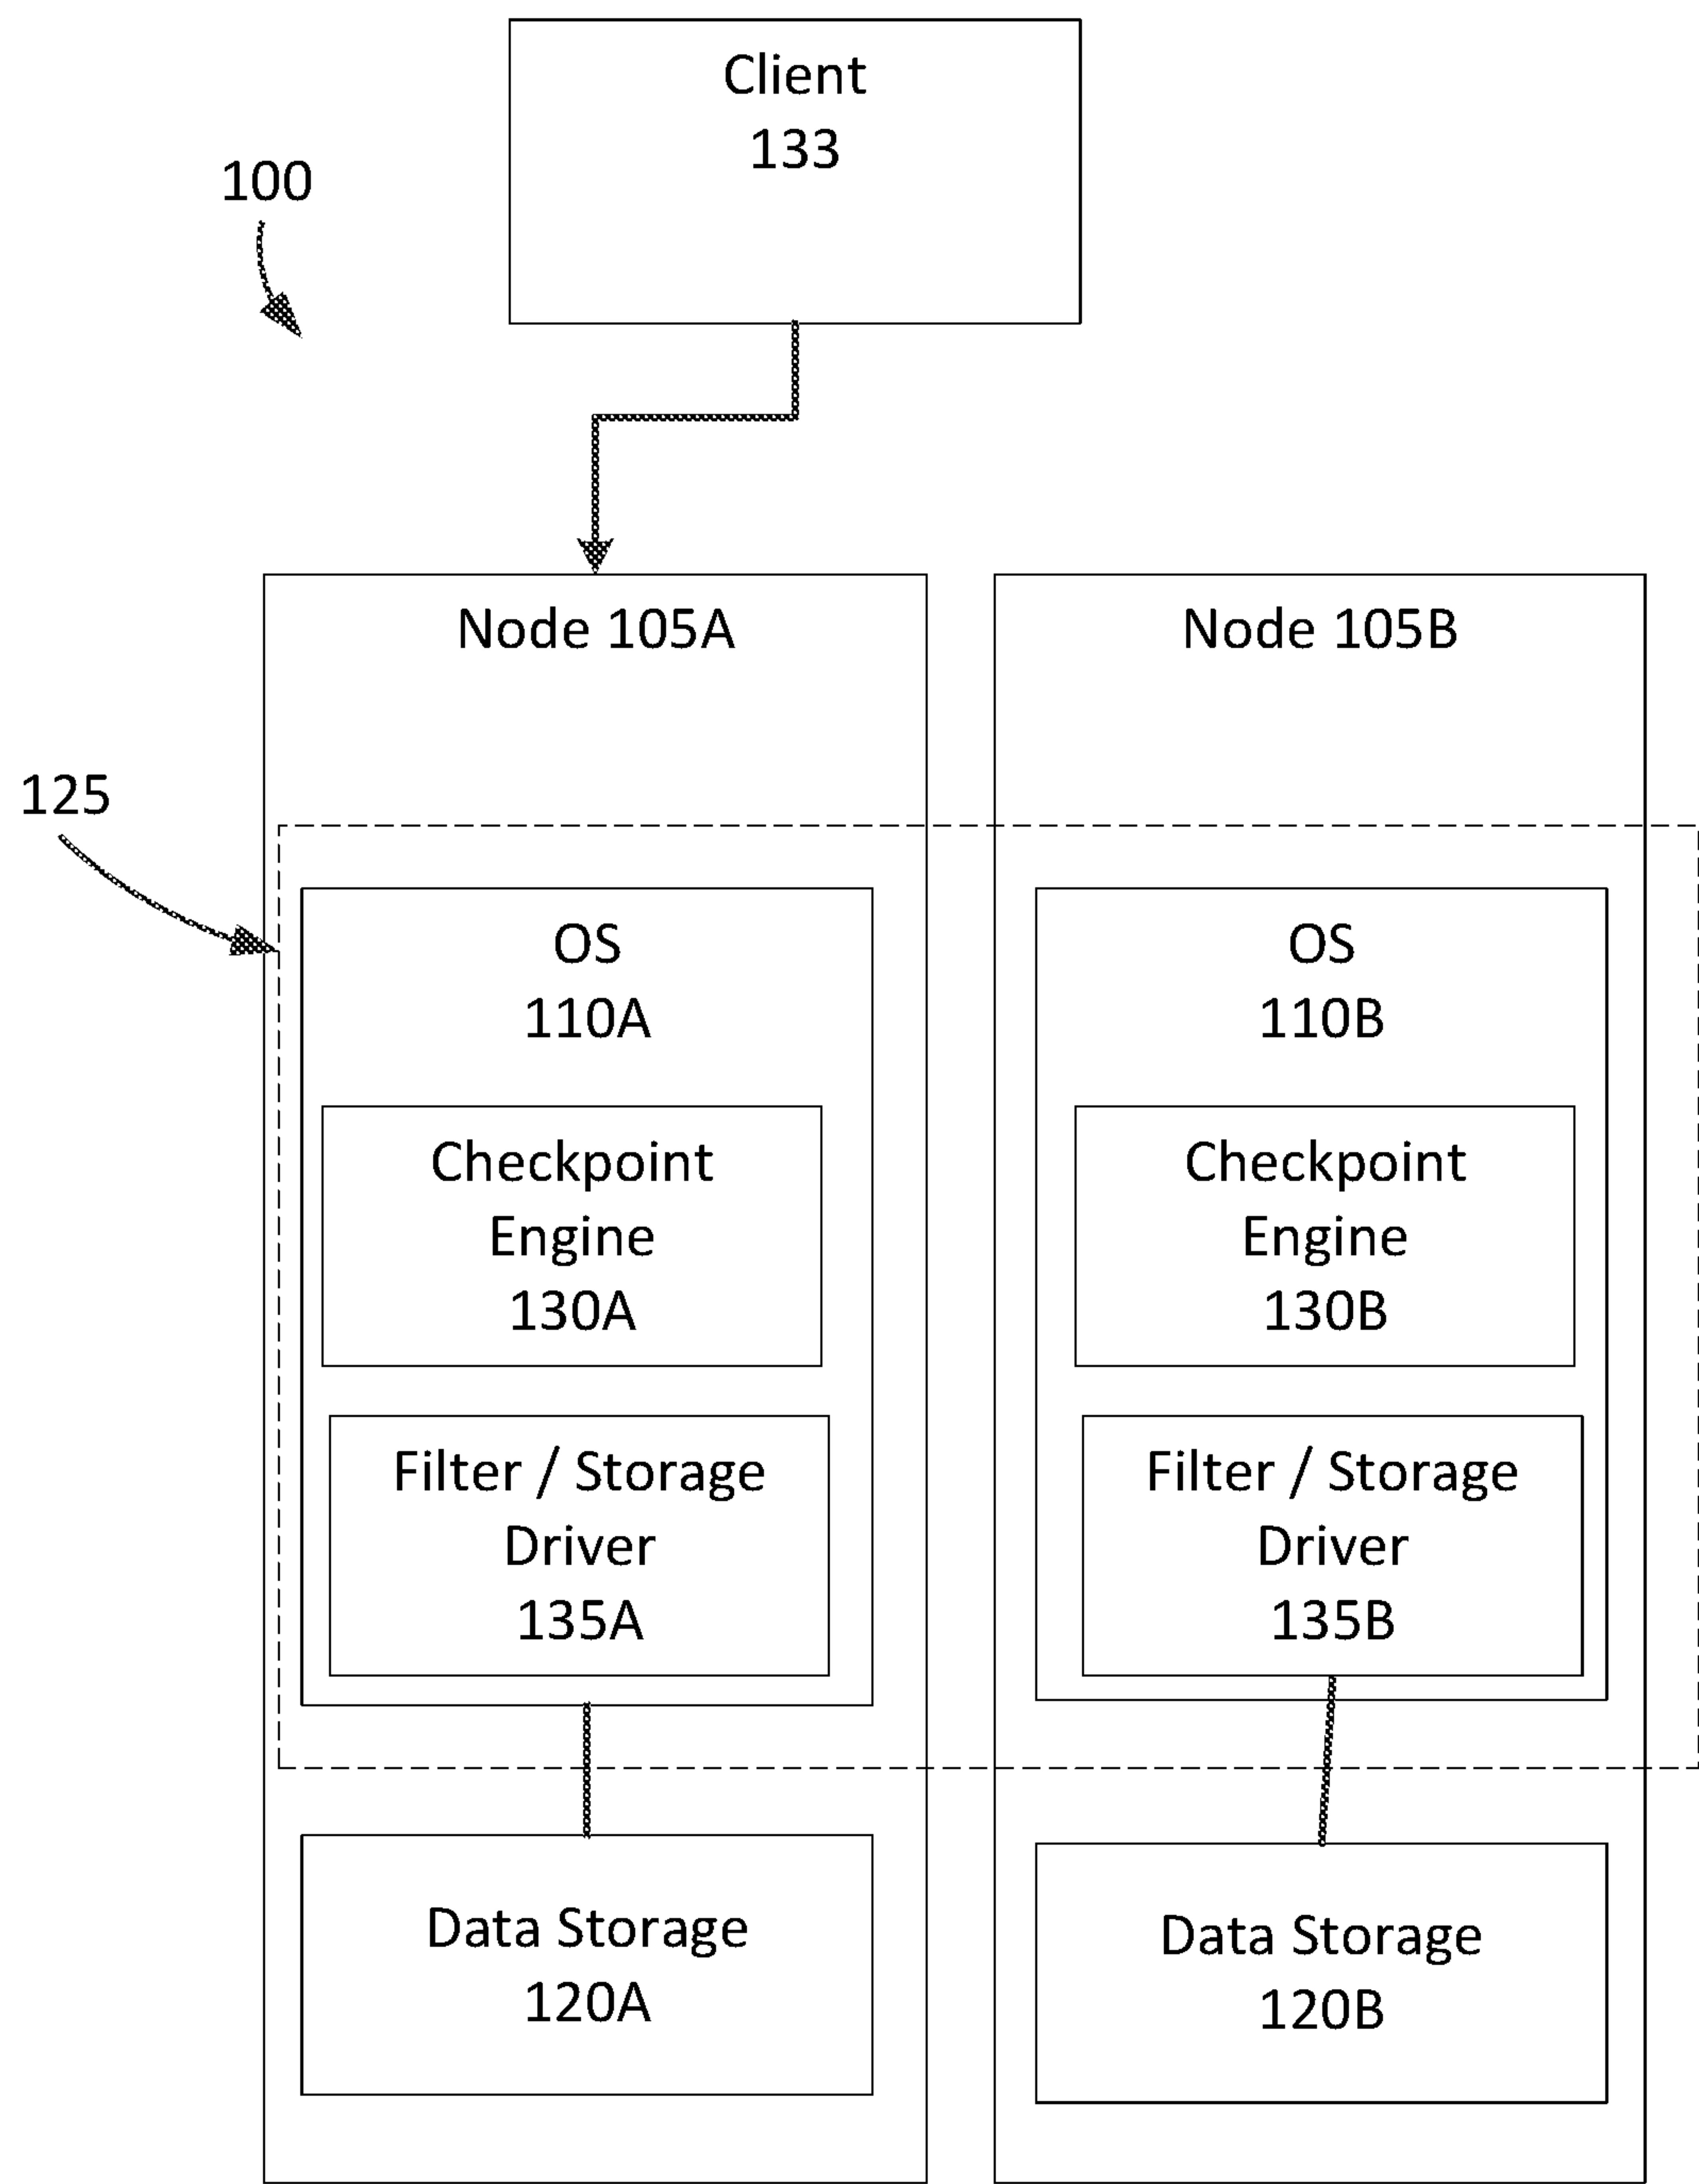 Client
133
100
Node 105A
Node 105B
125
OS
110A
OS
110B
Checkpoint
Engine
130A
Checkpoint
Engine
130B
Filter / Storage
Driver
135A
Filter / Storage
Driver
135B
Data Storage
120A
Data Storage
120B